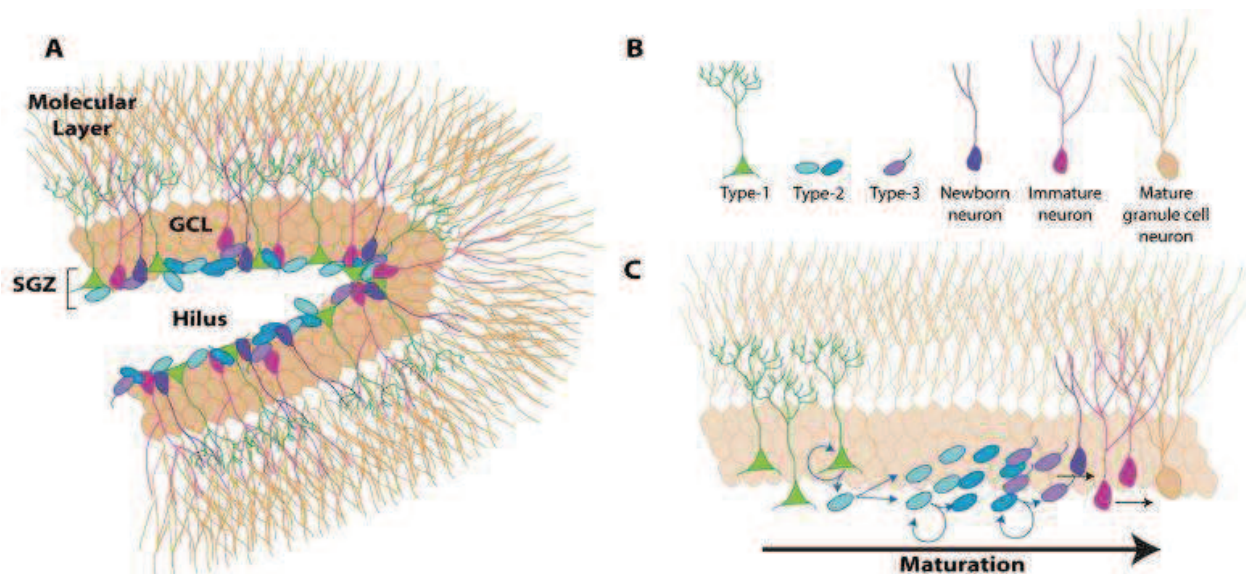 A
Molecular
Layer
GCL
SGZ
Hilus
B
Type-1
Type-2
Type-3
Newborn
neuron
Immature
neuron
Mature
granule cell
neuron
C
Maturation